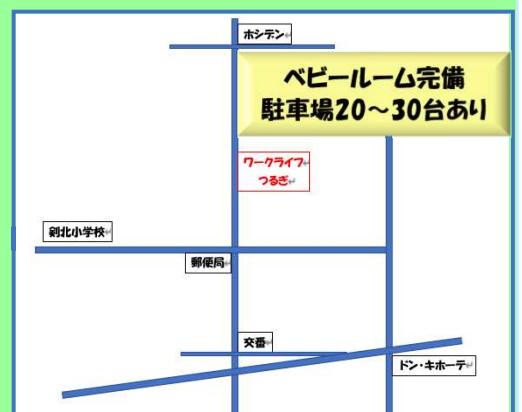 ホシデン
ベビールーム完備
駐車場20～30台あり
ワークライフ
つるぎ
剣北小学校
郵便局
交番
ドン・キホーテ